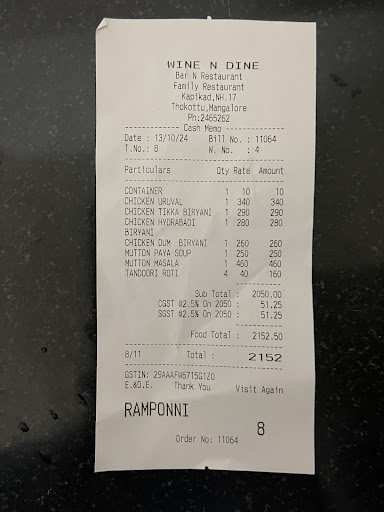 WINE N DINE
Bar N Restaurant
Family Restaurant
Kapikad,NH.17
Thokottu,Mangalore
Ph:2465262
Cash Memo
Date : 13/10/24 Bill No. : 11064
T.No.: 8 W. No. : 4
Particulars Qty Rate Amount
CONTAINER 1 10 10
CHICKEN URUVAL 1 340 340
CHICKEN TIKKA BIRYANI 1 290 290
CHICKEN HYDRABADI 1 280 280
BIRYANI
CHICKEN DUM BIRYANI 1 260 260
MUTTON PAYA SOUP 1 250 250
MUTTON MASALA 1 460 460
TANDOORI ROTI 4 40 160
Sub Total : 2050.00
CGST @2.5% On 2050 : 51.25
SGST @2.5% On 2050 : 51.25
Food Total : 2152.50
8/11 Total : 2152
GSTIN: 29AAAFW6715G1Z0
E.&O.E. Thank You Visit Again
RAMPONNI
8
Order No: 11064